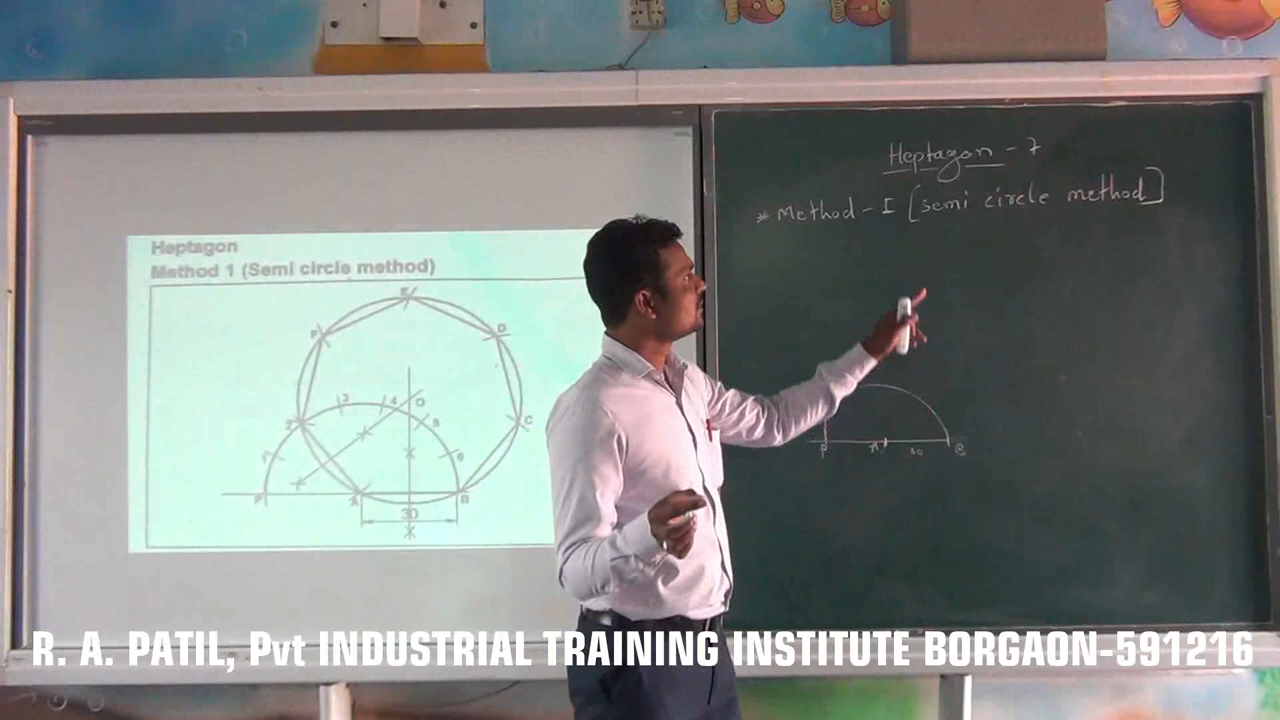 Heptagon
Method 1 (Semi circle method)
E
F
D
3
4
O
2
5
C
1
6
P
A
B
30
Heptagon - 7
* Method - I [semi circle method]
P
A
30
B
R. A. PATIL, Pvt INDUSTRIAL TRAINING INSTITUTE BORGAON-591216